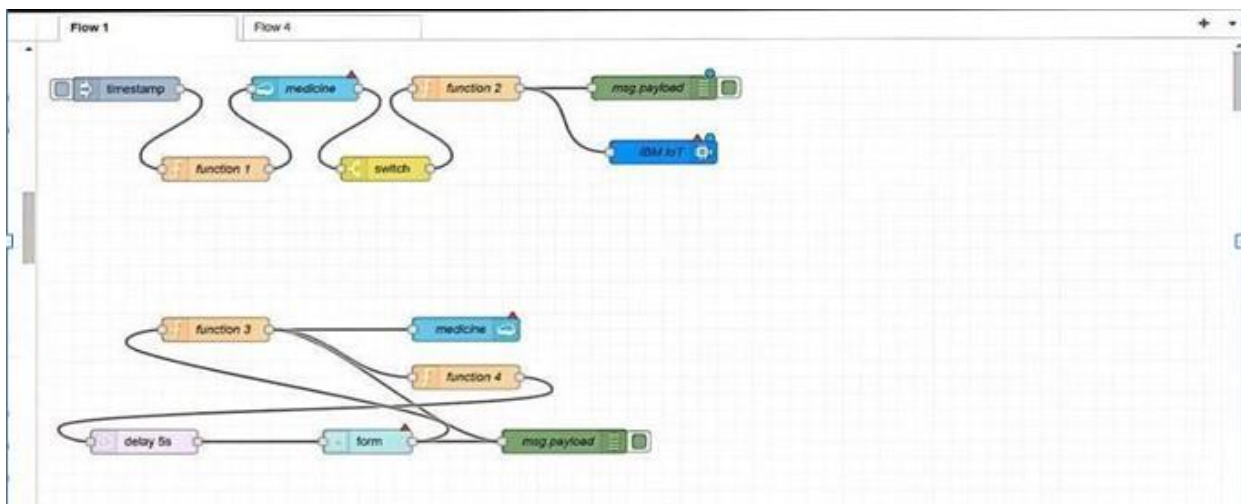 Flow 1
Flow 4
timestamp
medicine
function 2
msg.payload
IBM IoT
function 1
switch
function 3
medicine
function 4
delay 5s
form
msg.payload